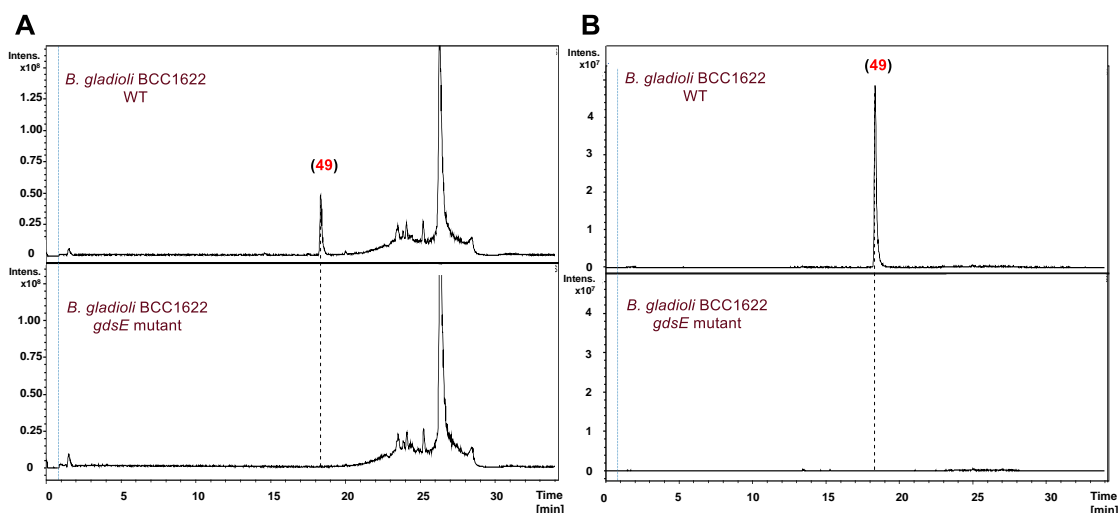 A
Intens.
x10⁸
B. gladioli BCC1622
WT
1.25
1.00
0.75
(49)
0.50
0.25
0
Intens.
x10⁸
B. gladioli BCC1622
gdsE mutant
1.00
0.75
0.50
0.25
0
0 5 10 15 20 25 30 Time
[min]
B
Intens.
x10⁷
(49)
B. gladioli BCC1622
WT
4
3
2
1
0
Intens.
x10⁷
B. gladioli BCC1622
gdsE mutant
4
3
2
1
0
0 5 10 15 20 25 30 Time
[min]